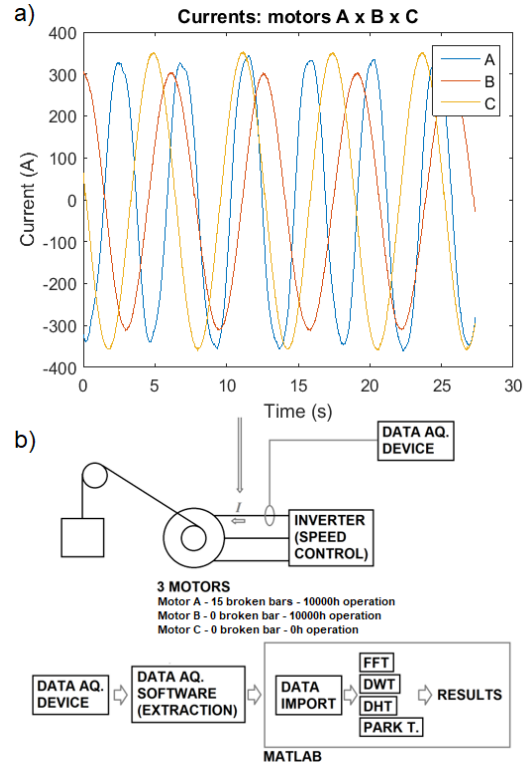 a)
Currents: motors A x B x C
400
300
200
100
0
-100
-200
-300
-400
Current (A)
A
B
C
0
5
10
15
20
25
30
Time (s)
b)
DATA AQ.
DEVICE
I
INVERTER
(SPEED
CONTROL)
3 MOTORS
Motor A - 15 broken bars - 10000h operation
Motor B - 0 broken bar - 10000h operation
Motor C - 0 broken bar - 0h operation
DATA AQ.
DEVICE
DATA AQ.
SOFTWARE
(EXTRACTION)
DATA
IMPORT
FFT
DWT
DHT
PARK T.
RESULTS
MATLAB